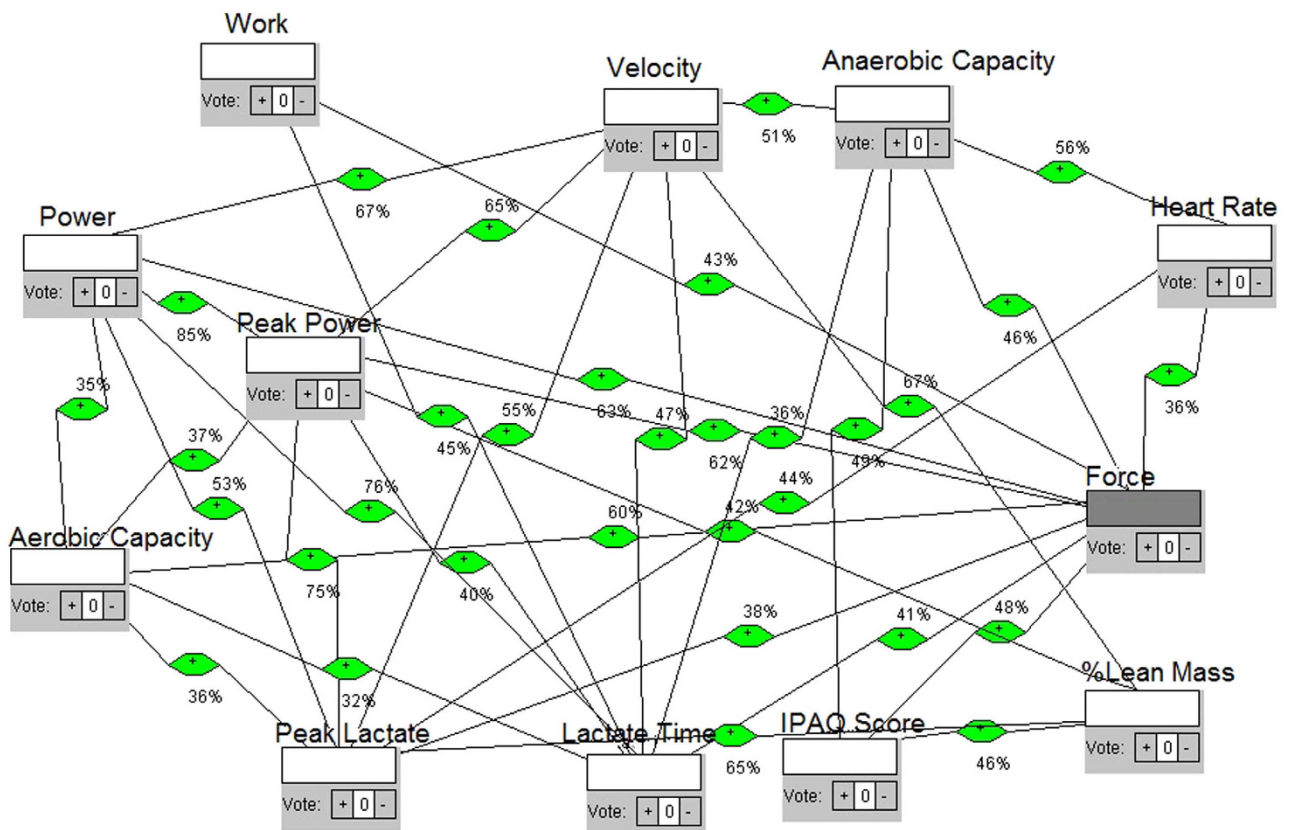 Work
Vote: + 0 -
Velocity
Vote: + 0 -
Anaerobic Capacity
Vote: + 0 -
+
51%
+
56%
Power
Vote: + 0 -
+
67%
+
65%
Heart Rate
Vote: + 0 -
+
43%
+
85%
Peak Power
Vote: + 0 -
+
46%
+
35%
+
63%
+
67%
+
36%
+
45%
+
55%
+
47%
+
62%
+
36%
+
49%
+
37%
+
44%
Force
Vote: + 0 -
+
53%
+
76%
+
60%
+
42%
Aerobic Capacity
Vote: + 0 -
+
75%
+
40%
+
38%
+
41%
+
48%
+
36%
+
32%
%Lean Mass
Vote: + 0 -
Peak Lactate
Vote: + 0 -
Lactate Time
Vote: + 0 -
+
65%
IPAQ Score
Vote: + 0 -
+
46%